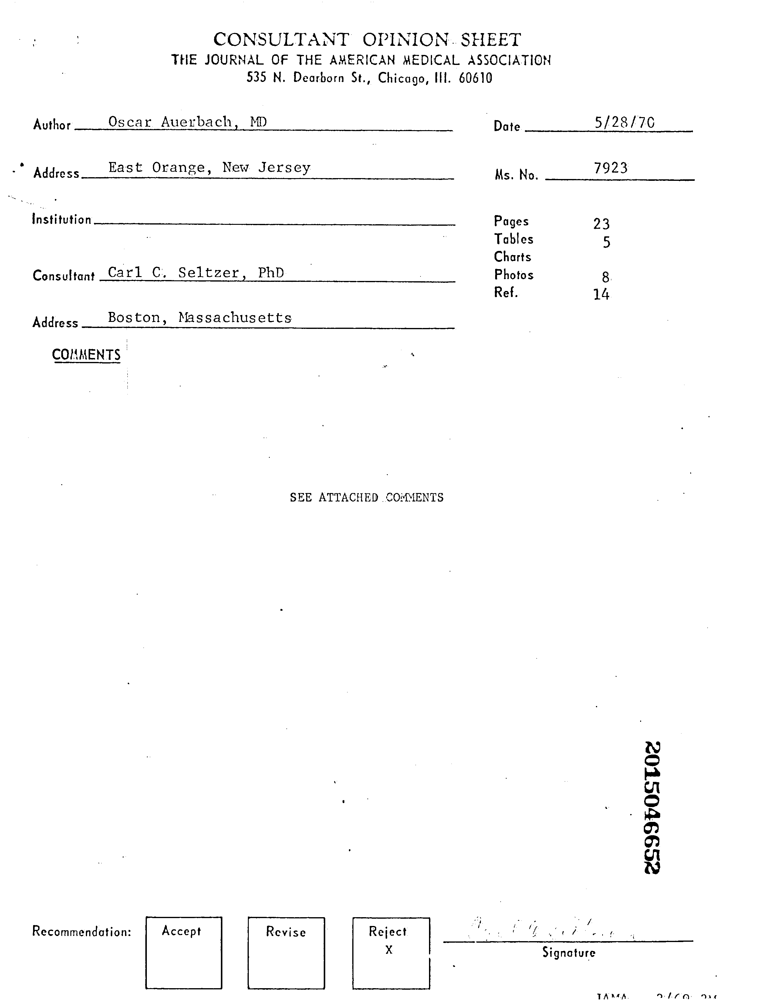 CONSULTANT OPINION SHEET
THE JOURNAL OF THE AMERICAN MEDICAL ASSOCIATION
535 N. Dearborn St., Chicago, Ill. 60610
Author Oscar Auerbach, MD
Date 5/28/70
Address East Orange, New Jersey
Ms. No. 7923
Institution
Pages 23
Tables 5
Charts
Consultant Carl C. Seltzer, PhD
Photos 8
Ref. 14
Address Boston, Massachusetts
COMMENTS
SEE ATTACHED COMMENTS
2015046652
Recommendation: Accept Revise Reject
X
Signature
JAMA